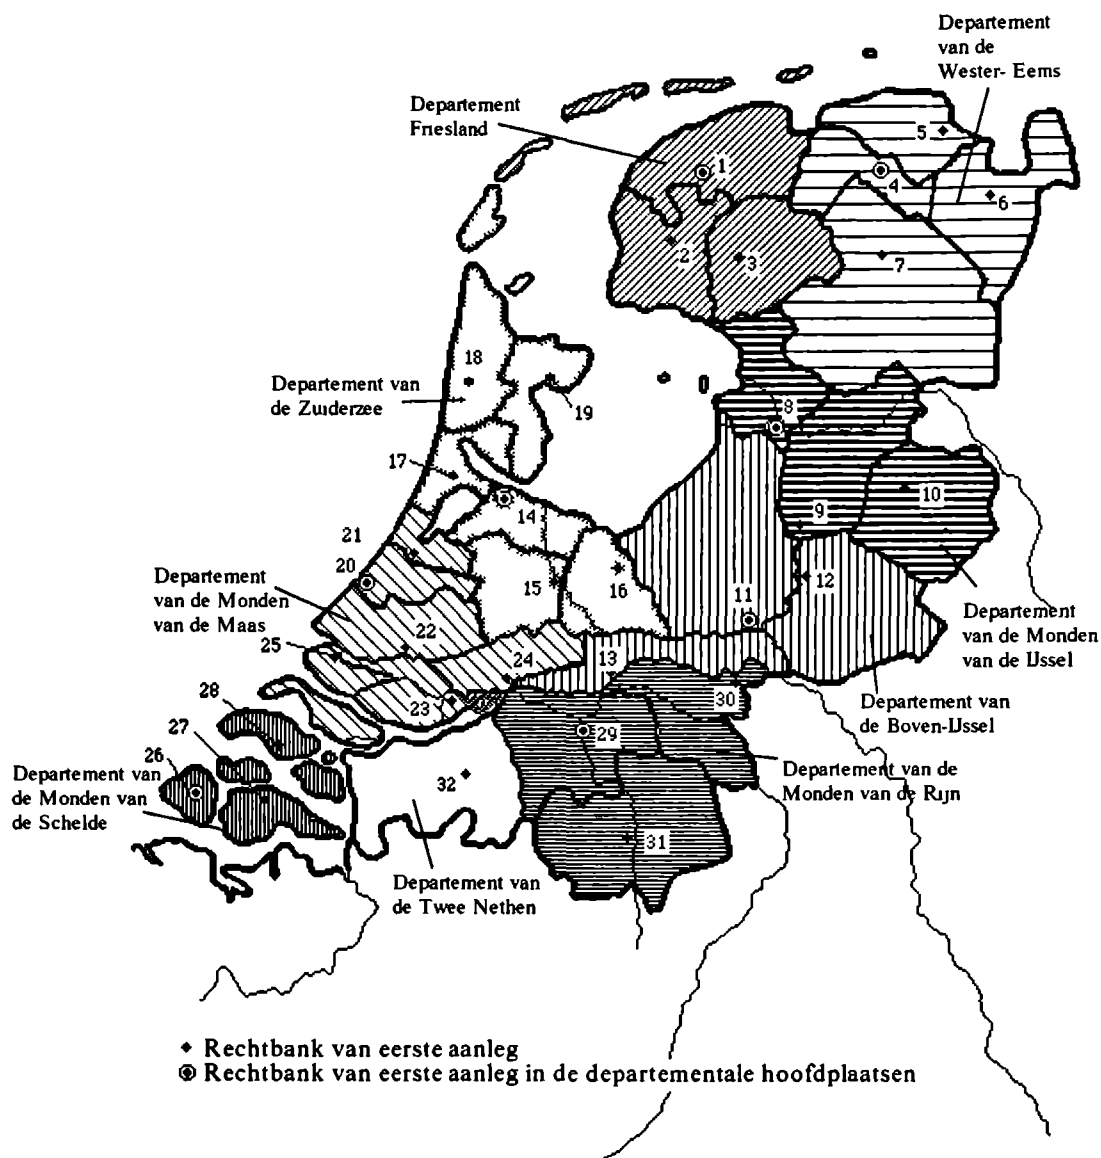 Departement
van de
Wester- Eems
Departement
Friesland
5
1
4
6
2
3
7
18
Departement van
de Zuiderzee
19
8
17
10
14
9
21
20
15
16
12
Departement
van de Monden
van de Maas
11
22
Departement
van de Monden
van de IJssel
25
24
13
28
23
30
Departement van
de Boven-IJssel
27
29
26
Departement van
de Monden van
de Schelde
32
Departement van de
Monden van de Rijn
31
Departement van
de Twee Nethen
Rechtbank van eerste aanleg
Rechtbank van eerste aanleg in de departementale hoofdplaatsen